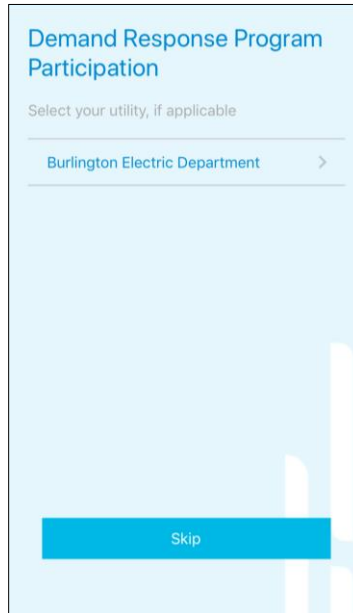 Demand Response Program
Participation
Select your utility, if applicable
Burlington Electric Department
Skip